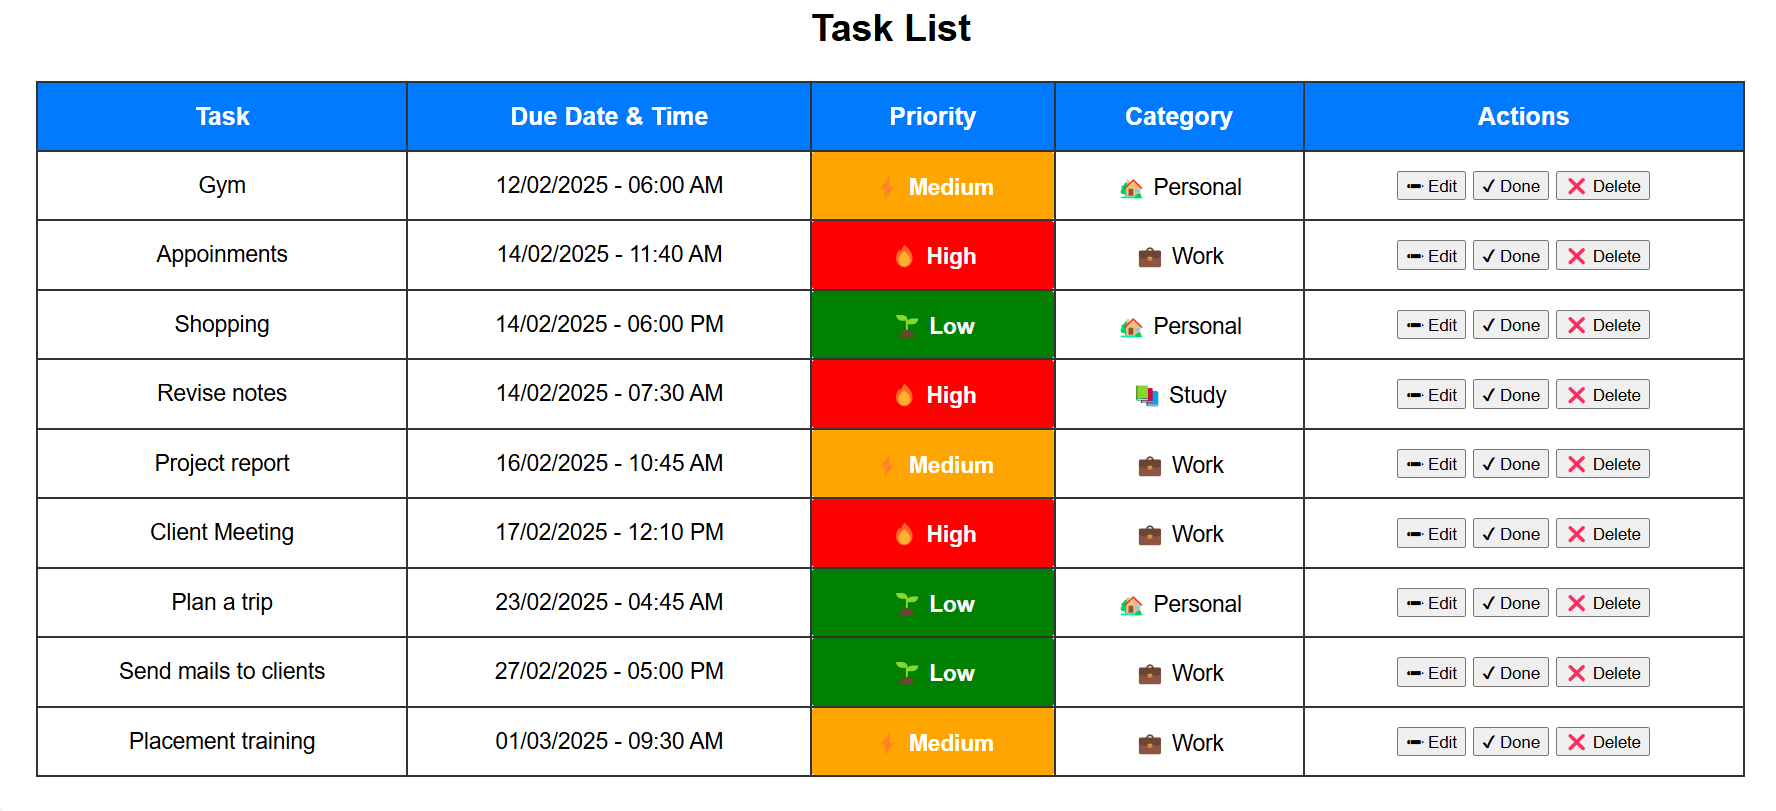 Task List
Task Due Date & Time Priority Category Actions
Gym 12/02/2025 - 06:00 AM Medium Personal Edit Done Delete
Appoinments 14/02/2025 - 11:40 AM High Work Edit Done Delete
Shopping 14/02/2025 - 06:00 PM Low Personal Edit Done Delete
Revise notes 14/02/2025 - 07:30 AM High Study Edit Done Delete
Project report 16/02/2025 - 10:45 AM Medium Work Edit Done Delete
Client Meeting 17/02/2025 - 12:10 PM High Work Edit Done Delete
Plan a trip 23/02/2025 - 04:45 AM Low Personal Edit Done Delete
Send mails to clients 27/02/2025 - 05:00 PM Low Work Edit Done Delete
Placement training 01/03/2025 - 09:30 AM Medium Work Edit Done Delete